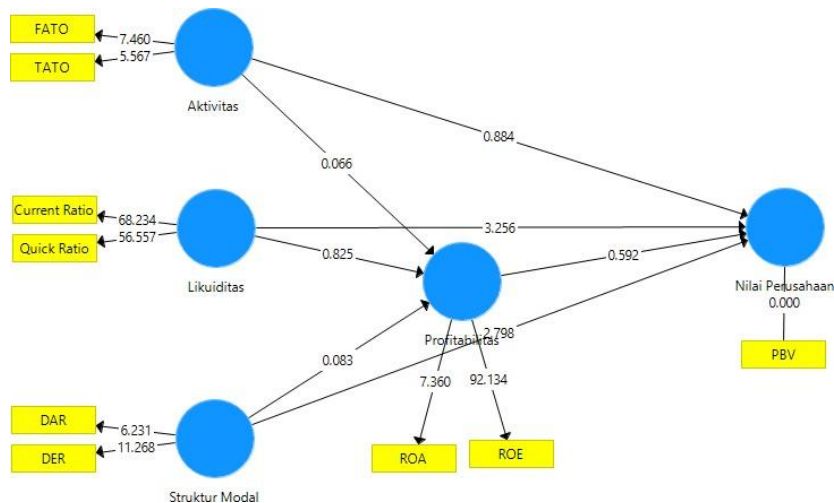 FATO
7.460
TATO
5.567
Aktivitas
0.884
0.066
Current Ratio
68.234
Quick Ratio
56.557
Likuiditas
3.256
0.825
0.592
Nilai Perusahaan
0.000
PBV
Profitabilitas
2.798
0.083
7.360
92.134
DAR
6.231
DER
11.268
ROA
ROE
Struktur Modal